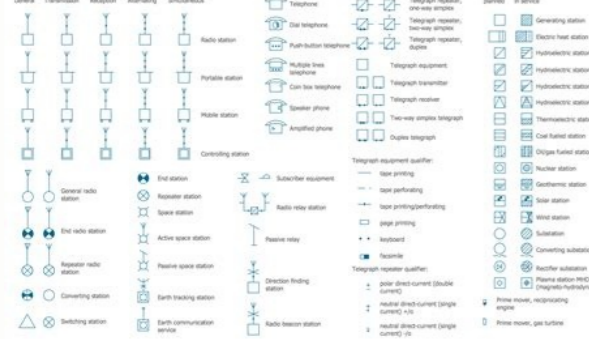 General Transmission Reception Alternating Simultaneous
Radio station
Portable station
Mobile station
Controlling station
General radio
station
End radio station
Repeater radio
station
Converting station
Switching station
End station
Repeater station
Space station
Active space station
Passive space station
Earth tracking station
Earth communication
service
Subscriber equipment
Radio relay station
Passive relay
Direction finding
station
Radio beacon station
Telephone
Dial telephone
Push-button telephone
Multiple lines
telephone
Coin box telephone
Speaker phone
Amplified phone
Telegraph repeater,
one-way simplex
Telegraph repeater,
two-way simplex
Telegraph repeater,
duplex
Telegraph equipment
Telegraph transmitter
Telegraph receiver
Two-way simplex telegraph
Duplex telegraph
Telegraph equipment qualifier:
tape printing
tape perforating
tape printing/perforating
page printing
keyboard
facsimile
Telegraph repeater qualifier:
polar direct-current (double
current)
neutral direct-current (single
current) +/o
neutral direct-current (single
current) -/o
planned in service
Generating station
Electric heat station
Hydroelectric station
Hydroelectric station
Hydroelectric station
Hydroelectric station
Thermoelectric stati
Coal fueled station
Oil/gas fueled statio
Nuclear station
Geothermic station
Solar station
Wind station
Substation
Converting substatio
Rectifier substation
Plasma station MHD
(magneto-hydrodyn
Prime mover, reciprocating
engine
Prime mover, gas turbine